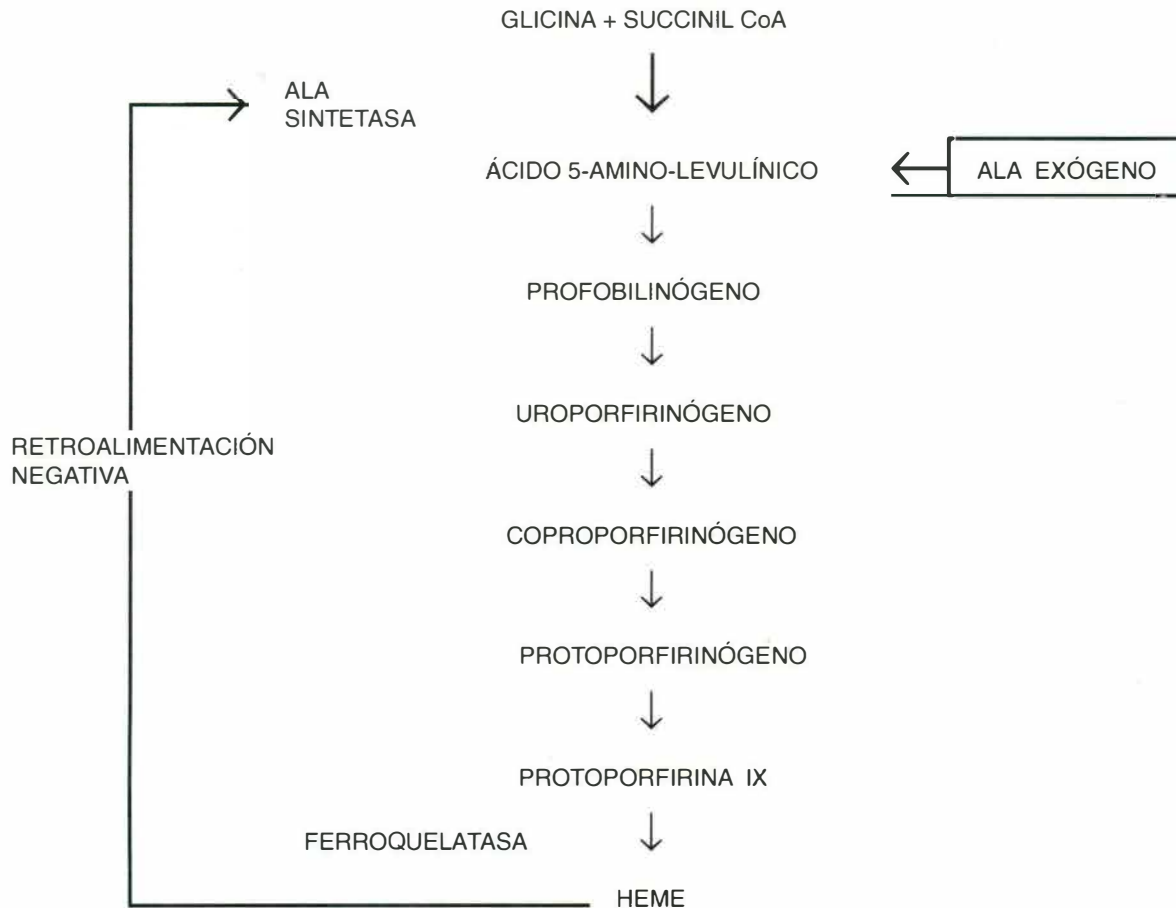 GLICINA + SUCCINIL CoA
ALA
SINTETASA
ÁCIDO 5-AMINO-LEVULÍNICO
ALA EXÓGENO
PROFOBILINÓGENO
UROPORFIRINÓGENO
RETROALIMENTACIÓN
NEGATIVA
COPROPORFIRINÓGENO
PROTOPORFIRINÓGENO
PROTOPORFIRINA IX
FERROQUELATASA
HEME